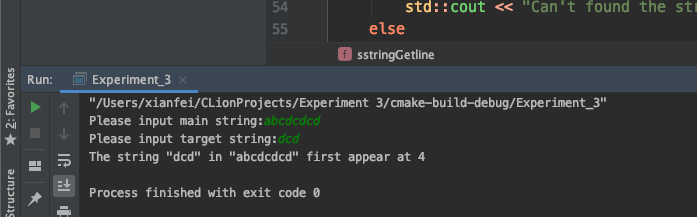 54
std::cout << "Can't found the str
55
else
f sstringGetline
Run:
Experiment_3 ×
2: Favorites
Structure
"/Users/xianfei/CLionProjects/Experiment 3/cmake-build-debug/Experiment_3"
Please input main string:abcdcdcd
Please input target string:dcd
The string "dcd" in "abcdcdcd" first appear at 4
Process finished with exit code 0